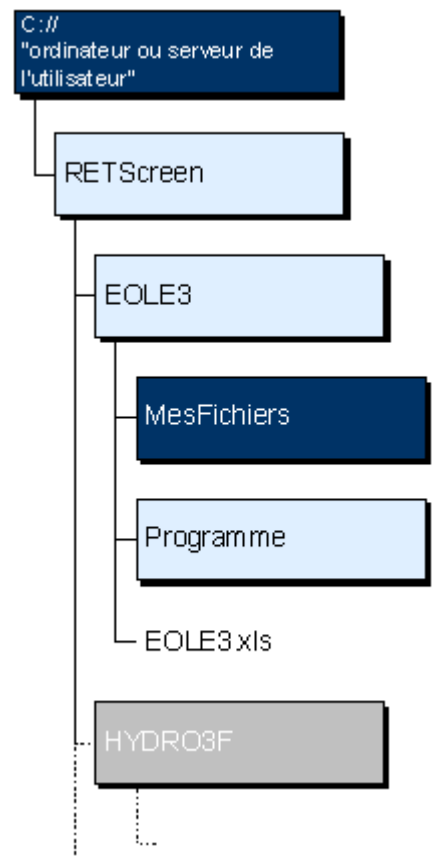 C://
"ordinateur ou serveur de
l'utilisateur"
RETScreen
EOLE3
MesFichiers
Programme
EOLE3.xls
HYDRO3F